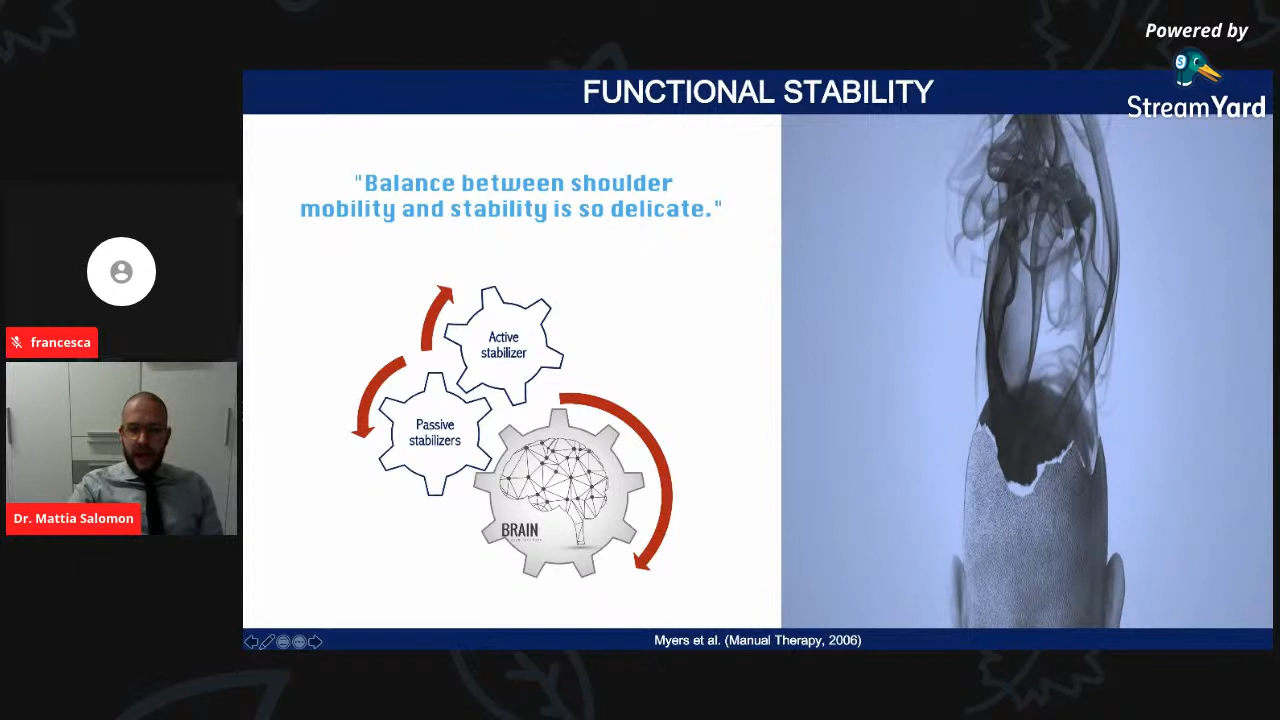 Powered by
StreamYard
FUNCTIONAL STABILITY
"Balance between shoulder
mobility and stability is so delicate."
Active
stabilizer
Passive
stabilizers
BRAIN
francesca
Dr. Mattia Salomon
Myers et al. (Manual Therapy, 2006)